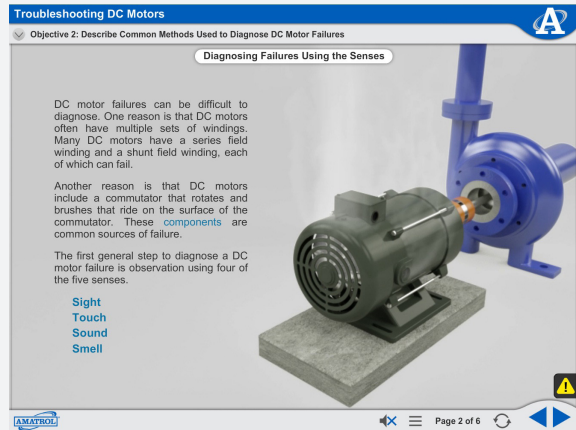 Troubleshooting DC Motors
A
Objective 2: Describe Common Methods Used to Diagnose DC Motor Failures
Diagnosing Failures Using the Senses
DC motor failures can be difficult to
diagnose. One reason is that DC motors
often have multiple sets of windings.
Many DC motors have a series field
winding and a shunt field winding, each
of which can fail.
Another reason is that DC motors
include a commutator that rotates and
brushes that ride on the surface of the
commutator. These components are
common sources of failure.
The first general step to diagnose a DC
motor failure is observation using four of
the five senses.
Sight
Touch
Sound
Smell
AMATROL
Page 2 of 6